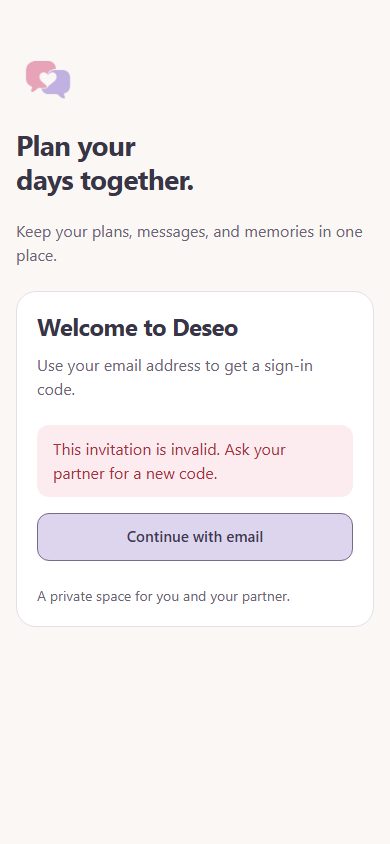 Plan your
days together.
Keep your plans, messages, and memories in one
place.
Welcome to Deseo
Use your email address to get a sign-in
code.
This invitation is invalid. Ask your
partner for a new code.
Continue with email
A private space for you and your partner.